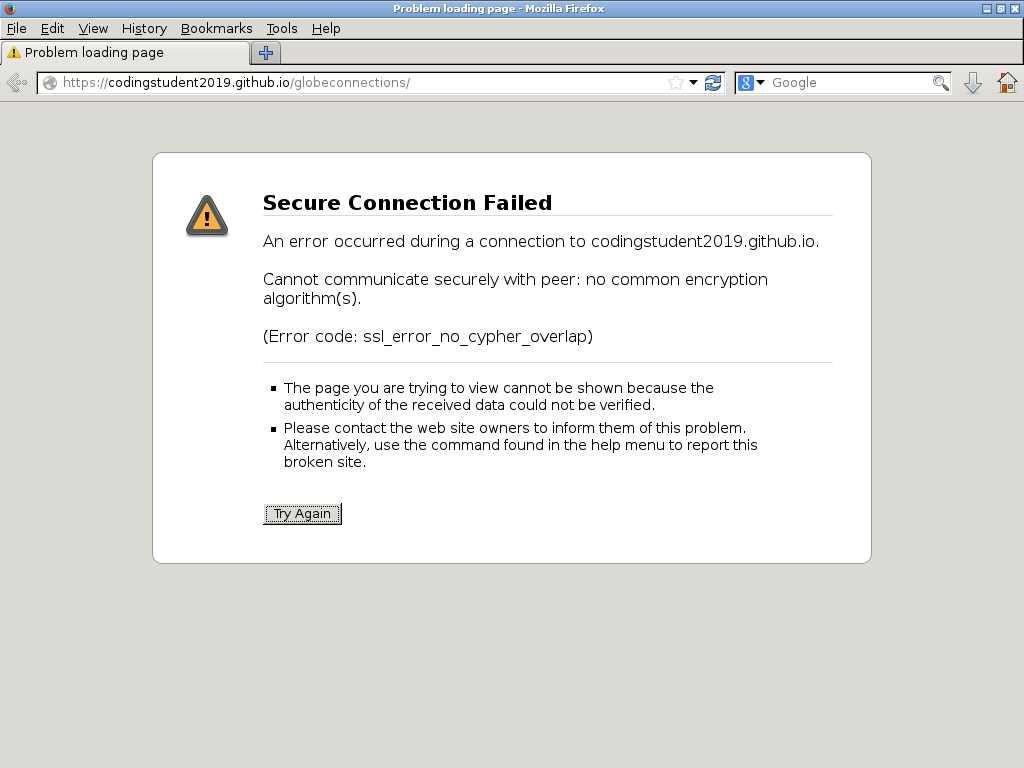 Problem loading page - Mozilla Firefox
File Edit View History Bookmarks Tools Help
Problem loading page
https://codingstudent2019.github.io/globeconnections/
8 Google
Secure Connection Failed
An error occurred during a connection to codingstudent2019.github.io.
Cannot communicate securely with peer: no common encryption
algorithm(s).
(Error code: ssl_error_no_cypher_overlap)
The page you are trying to view cannot be shown because the
authenticity of the received data could not be verified.
Please contact the web site owners to inform them of this problem.
Alternatively, use the command found in the help menu to report this
broken site.
Try Again